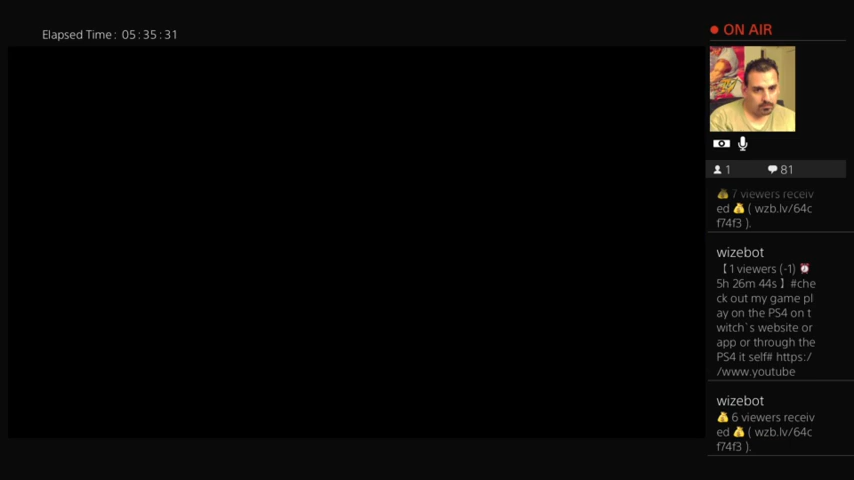 Elapsed Time: 05:35:31
ON AIR
1 81
💰 7 viewers receiv
ed 💰 ( wzb.lv/64c
f74f3 ).
wizebot
【 1 viewers (-1) ⏰
5h 26m 44s 】#che
ck out my game pl
ay on the PS4 on t
witch`s website or
app or through the
PS4 it self# https:/
/www.youtube
wizebot
💰 6 viewers receiv
ed 💰 ( wzb.lv/64c
f74f3 ).